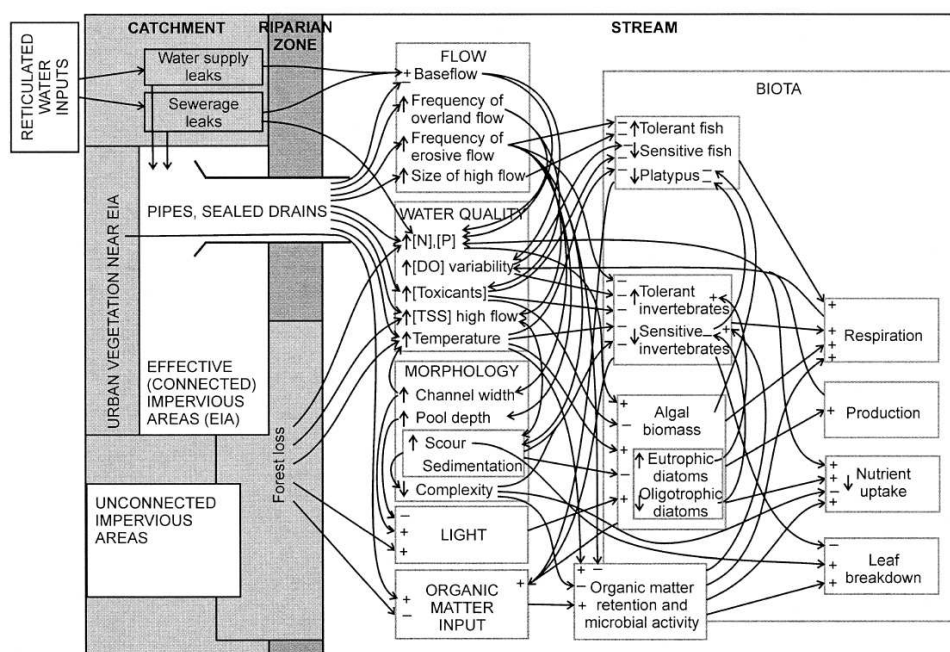 CATCHMENT
RIPARIAN
ZONE
STREAM
RETICULATED
WATER
INPUTS
Water supply
leaks
Sewerage
leaks
URBAN VEGETATION NEAR EIA
PIPES, SEALED DRAINS
EFFECTIVE
(CONNECTED)
IMPERVIOUS
AREAS (EIA)
UNCONNECTED
IMPERVIOUS
AREAS
Forest loss
FLOW
+ Baseflow
↑ Frequency of
overland flow
↑ Frequency of
erosive flow
↑ Size of high flow
WATER QUALITY
↑ [N],[P]
↑ [DO] variability
↑ [Toxicants]
↑ [TSS] high flow
↑ Temperature
MORPHOLOGY
↑ Channel width
↑ Pool depth
↑ Scour
Sedimentation
↓ Complexity
−
+
+
LIGHT
+
+
−
ORGANIC
MATTER
INPUT
BIOTA
− ↑ Tolerant fish
−
− ↓ Sensitive fish
−
− ↓ Platypus −
−
−
− ↑ Tolerant +
− invertebrates
− ↓ Sensitive −
− invertebrates +
+
−
+
−
+
Algal
biomass
↑ Eutrophic
diatoms
↓ Oligotrophic
diatoms
+ −
−
+
Organic matter
retention and
microbial activity
+
+
+
Respiration
+ Production
+
+
−
+
↓ Nutrient
uptake
−
+
+
Leaf
breakdown